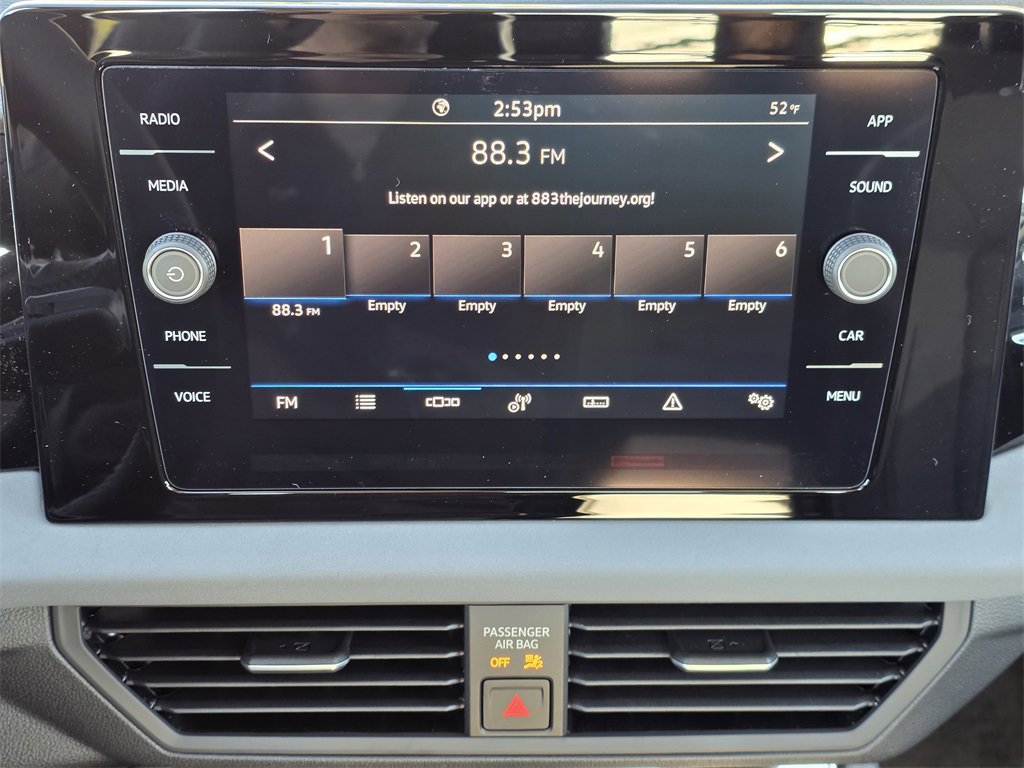 2:53pm 52°F
RADIO
MEDIA
PHONE
VOICE
< 88.3 FM >
Listen on our app or at 883thejourney.org!
1 2 3 4 5 6
88.3 FM Empty Empty Empty Empty Empty
FM
APP
SOUND
CAR
MENU
PASSENGER
AIR BAG
OFF